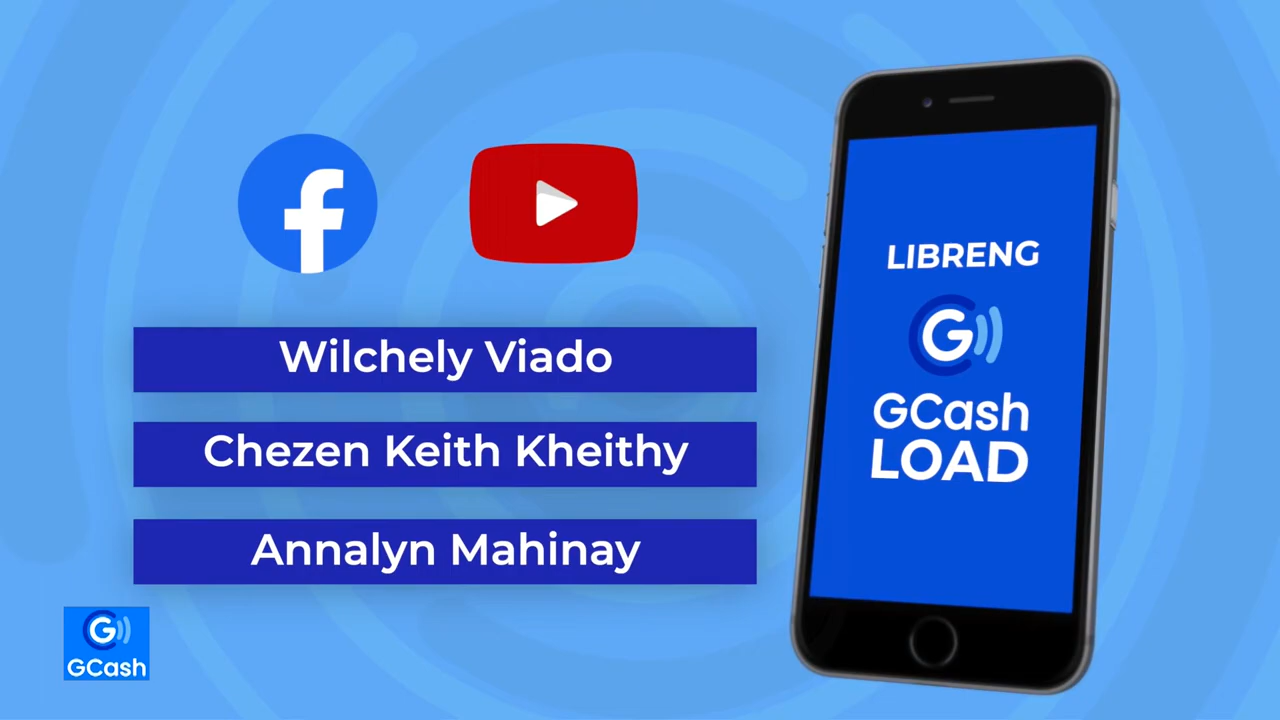 Wilchely Viado
Chezen Keith Kheithy
Annalyn Mahinay
GCash
LIBRENG
GCash
LOAD